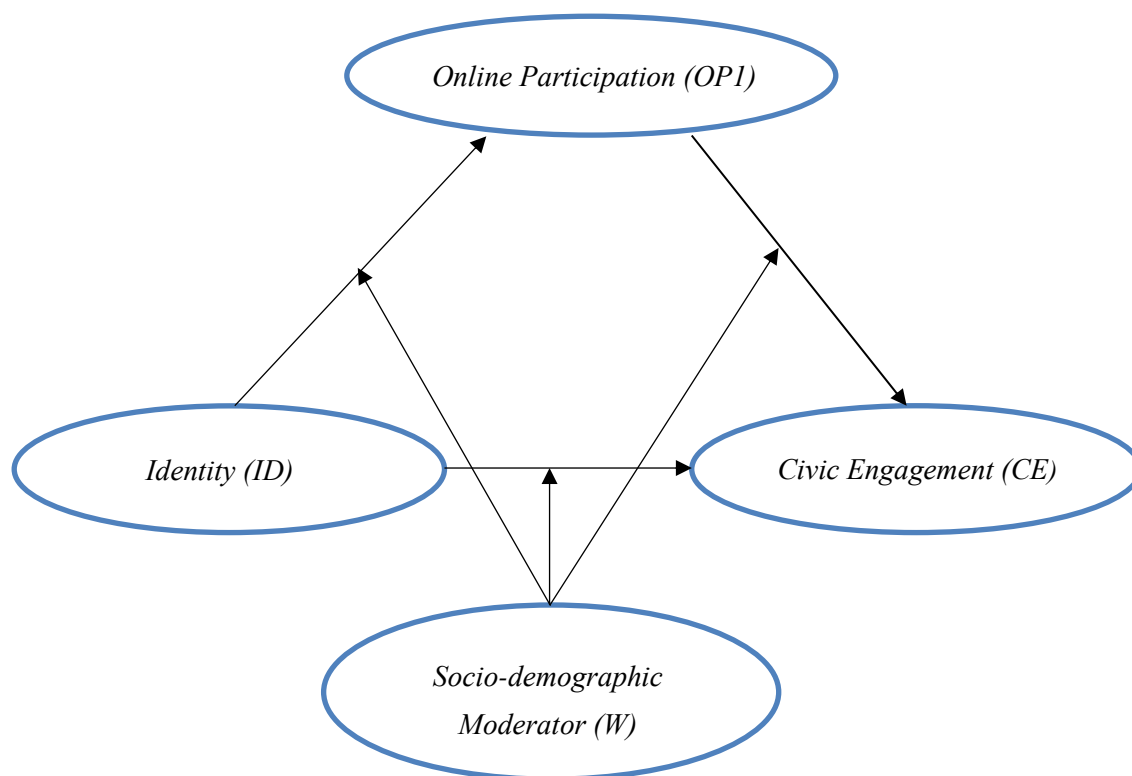 Online Participation (OP1)
Identity (ID)
Civic Engagement (CE)
Socio-demographic
Moderator (W)